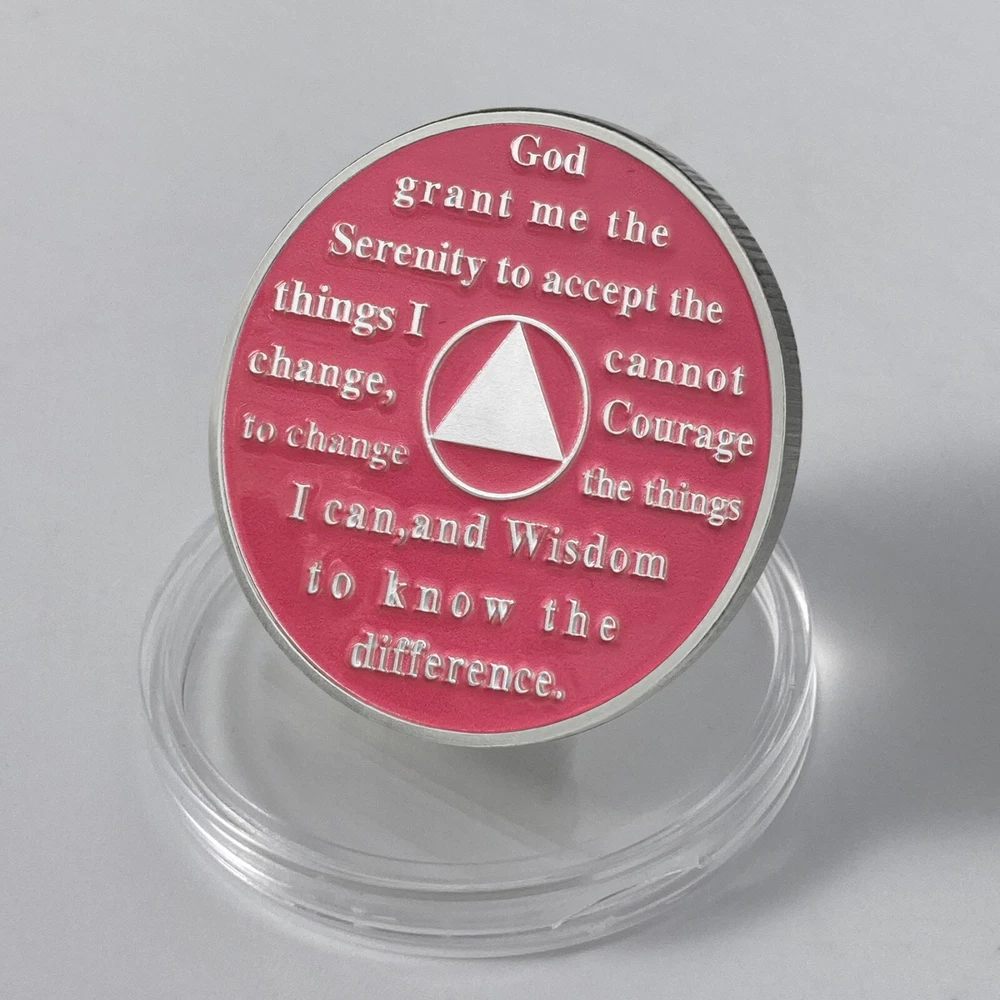 God
grant me the
Serenity to accept the
things I cannot
change, Courage
to change the things
I can,and Wisdom
to know the
difference.